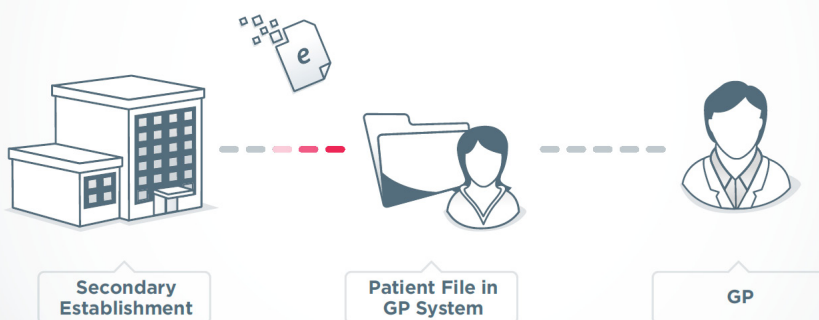 e
Secondary
Establishment
Patient File in
GP System
GP